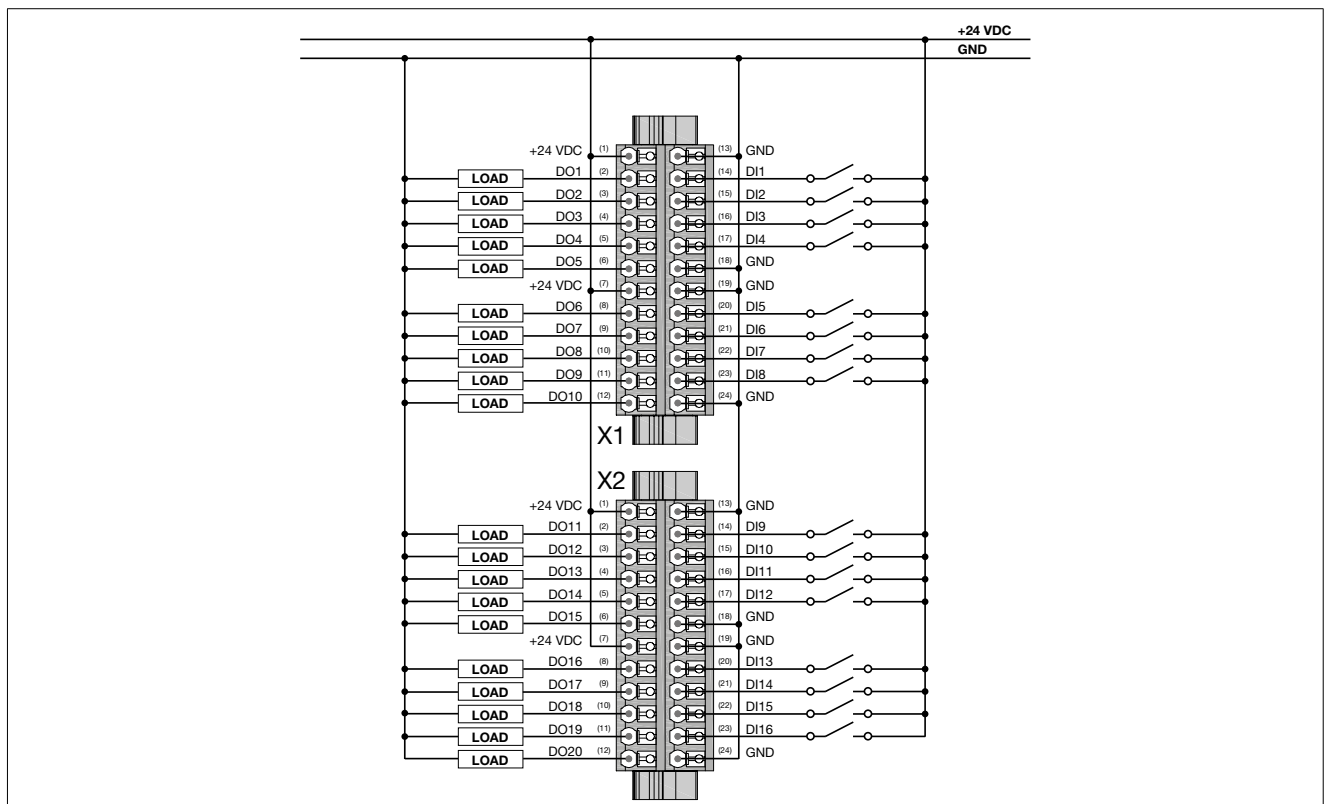 +24 VDC
GND
+24 VDC (1) (13) GND
LOAD DO1 (2) (14) DI1
LOAD DO2 (3) (15) DI2
LOAD DO3 (4) (16) DI3
LOAD DO4 (5) (17) DI4
LOAD DO5 (6) (18) GND
+24 VDC (7) (19) GND
LOAD DO6 (8) (20) DI5
LOAD DO7 (9) (21) DI6
LOAD DO8 (10) (22) DI7
LOAD DO9 (11) (23) DI8
LOAD DO10 (12) (24) GND
X1
X2
+24 VDC (1) (13) GND
LOAD DO11 (2) (14) DI9
LOAD DO12 (3) (15) DI10
LOAD DO13 (4) (16) DI11
LOAD DO14 (5) (17) DI12
LOAD DO15 (6) (18) GND
+24 VDC (7) (19) GND
LOAD DO16 (8) (20) DI13
LOAD DO17 (9) (21) DI14
LOAD DO18 (10) (22) DI15
LOAD DO19 (11) (23) DI16
LOAD DO20 (12) (24) GND